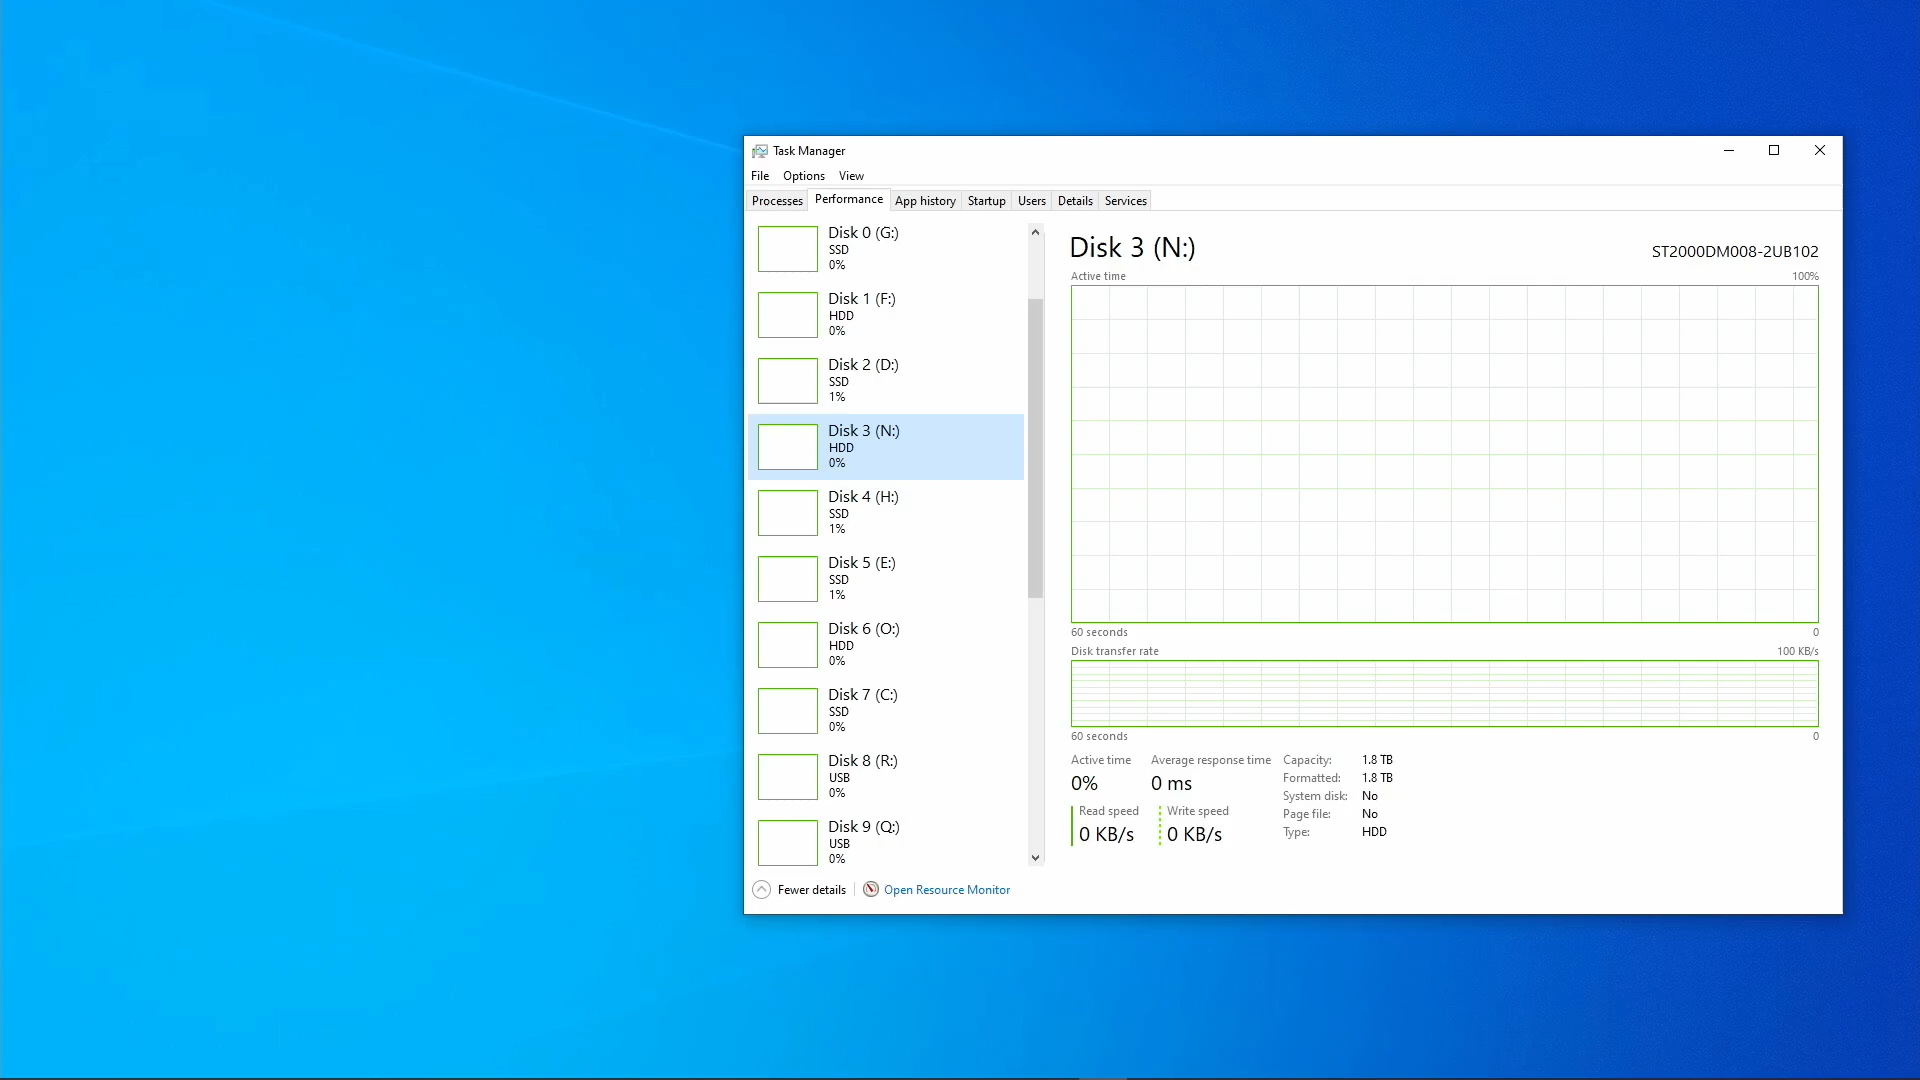 Task Manager
File Options View
Processes Performance App history Startup Users Details Services
Disk 0 (G:)
SSD
0%
Disk 1 (F:)
HDD
0%
Disk 2 (D:)
SSD
1%
Disk 3 (N:)
HDD
0%
Disk 4 (H:)
SSD
1%
Disk 5 (E:)
SSD
1%
Disk 6 (O:)
HDD
0%
Disk 7 (C:)
SSD
0%
Disk 8 (R:)
USB
0%
Disk 9 (Q:)
USB
0%
Disk 3 (N:) ST2000DM008-2UB102
Active time 100%
60 seconds 0
Disk transfer rate 100 KB/s
60 seconds 0
Active time Average response time
0% 0 ms
Read speed Write speed
0 KB/s 0 KB/s
Capacity: 1.8 TB
Formatted: 1.8 TB
System disk: No
Page file: No
Type: HDD
Fewer details Open Resource Monitor